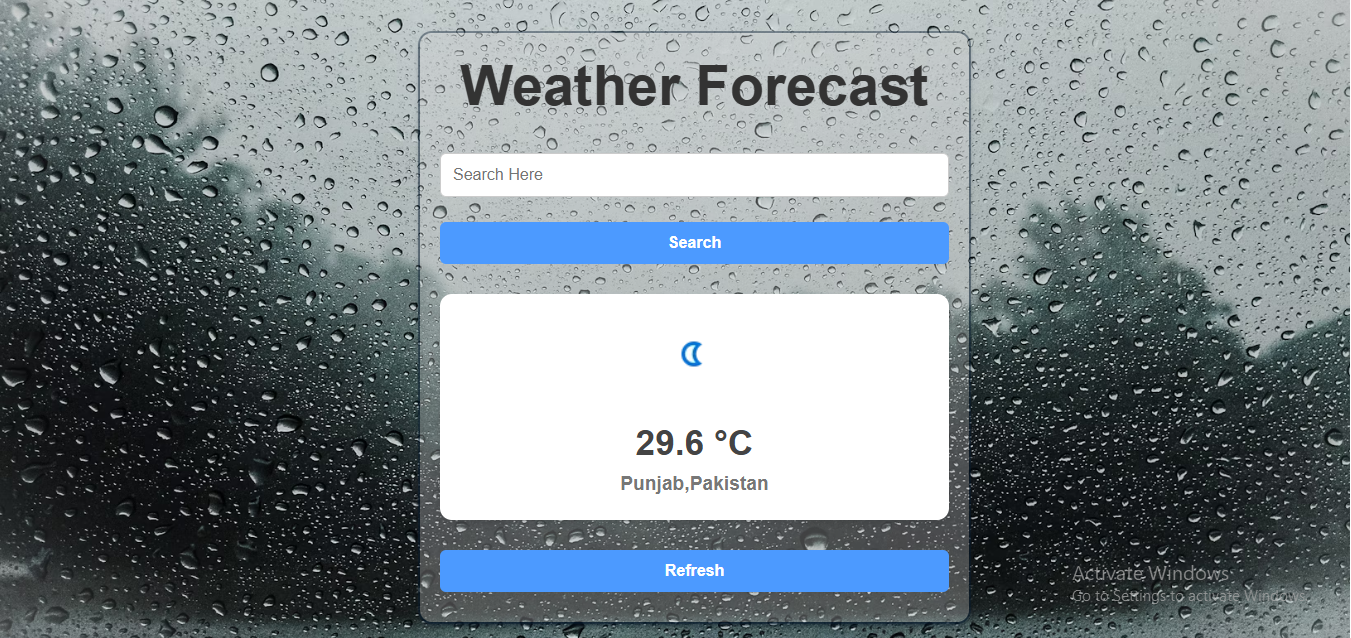 Weather Forecast
Search Here
Search
29.6 °C
Punjab,Pakistan
Refresh
Activate Windows
Go to Settings to activate Windows.